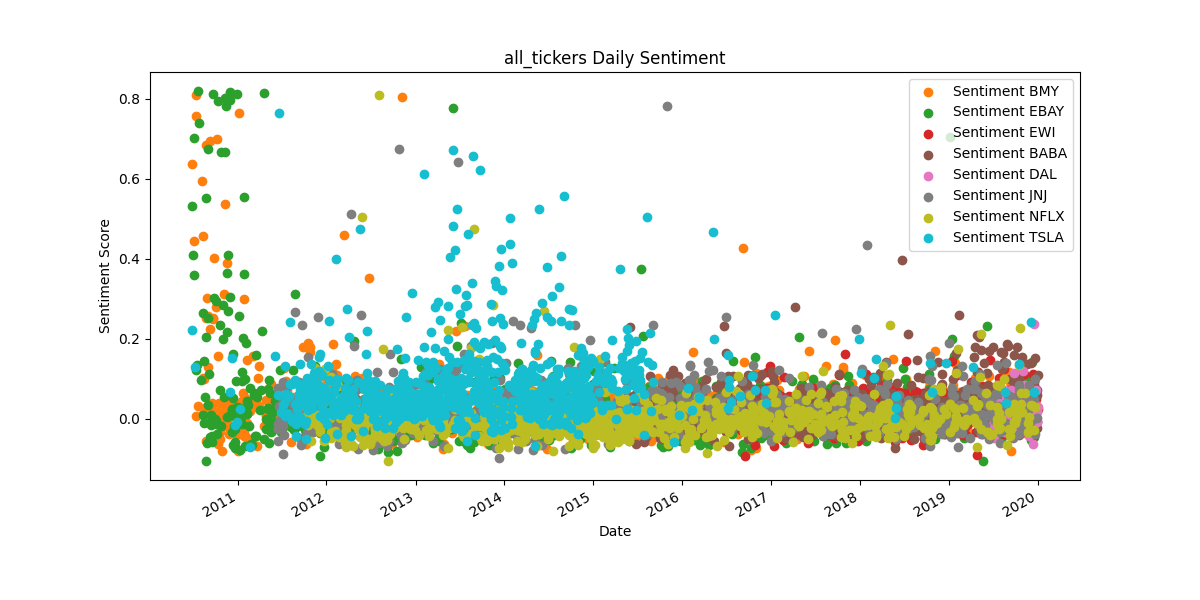 all_tickers Daily Sentiment
Sentiment Score
0.8
0.6
0.4
0.2
0.0
Sentiment BMY
Sentiment EBAY
Sentiment EWI
Sentiment BABA
Sentiment DAL
Sentiment JNJ
Sentiment NFLX
Sentiment TSLA
2011
2012
2013
2014
2015
2016
2017
2018
2019
2020
Date